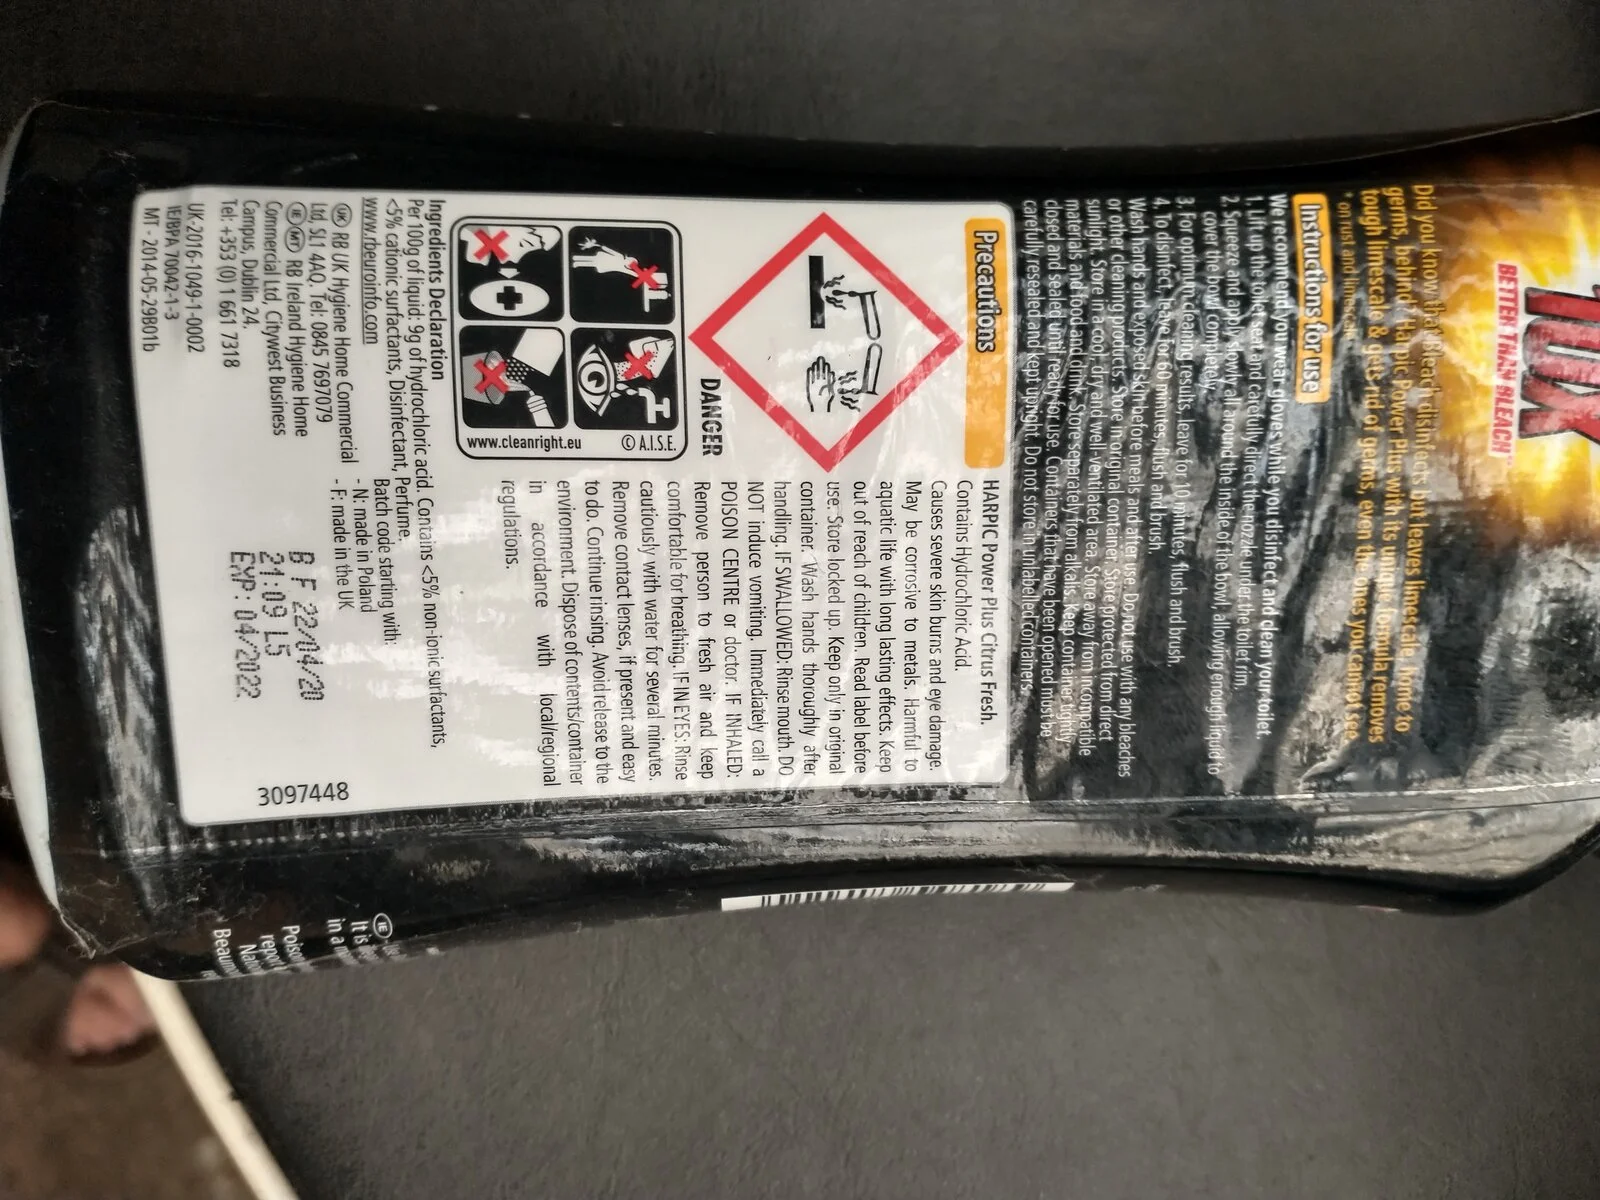 10X
BETTER THAN BLEACH
Did you know that Bleach disinfects but leaves limescale, home to
germs, behind? Harpic Power Plus with its unique formula removes
tough limescale & gets rid of germs, even the ones you cannot see.
* on rust and limescale
Instructions for use
We recommend you wear gloves while you disinfect and clean your toilet.
1. Lift up the toilet seat and carefully direct the nozzle under the toilet rim.
2. Squeeze and apply slowly all around the inside of the bowl, allowing enough liquid to
cover the bowl completely.
3. For optimum cleaning results, leave for 10 minutes, flush and brush.
4. To disinfect, leave for 60 minutes, flush and brush.
Wash hands and exposed skin before meals and after use. Do not use with any bleaches
or other cleaning products. Store in original container. Store protected from direct
sunlight. Store in a cool, dry and well-ventilated area. Store away from incompatible
materials and food and drink. Store separately from alkalis. Keep container tightly
closed and sealed until ready for use. Containers that have been opened must be
carefully resealed and kept upright. Do not store in unlabelled containers.
Precautions
DANGER
HARPIC Power Plus Citrus Fresh.
Contains Hydrochloric Acid.
Causes severe skin burns and eye damage.
May be corrosive to metals. Harmful to
aquatic life with long lasting effects. Keep
out of reach of children. Read label before
use. Store locked up. Keep only in original
container. Wash hands thoroughly after
handling. IF SWALLOWED: Rinse mouth. DO
NOT induce vomiting. Immediately call a
POISON CENTRE or doctor. IF INHALED:
Remove person to fresh air and keep
comfortable for breathing. IF IN EYES: Rinse
cautiously with water for several minutes.
Remove contact lenses, if present and easy
to do. Continue rinsing. Avoid release to the
environment. Dispose of contents/container
in accordance with local/regional
regulations.
© A.I.S.E.
www.cleanright.eu
Ingredients Declaration
Per 100g of liquid: 9g of hydrochloric acid. Contains <5% non-ionic surfactants,
<5% cationic surfactants, Disinfectant, Perfume.
www.rbeuroinfo.com
UK RB UK Hygiene Home Commercial
Ltd, SL1 4AQ. Tel: 0845 7697079
IE MT RB Ireland Hygiene Home
Commercial Ltd, Citywest Business
Campus, Dublin 24.
Tel: +353 (0) 1 661 7318
UK-2016-1049-11-0002
IE/BPA 70042-1-3
MT - 2014-05-29B01b
Batch code starting with:
- N: made in Poland
- F: made in the UK
B F 22/04/20
21:09 L5
EXP: 04/2022
3097448
IE
It is
in a
Poiso
repor
Na
Beaum